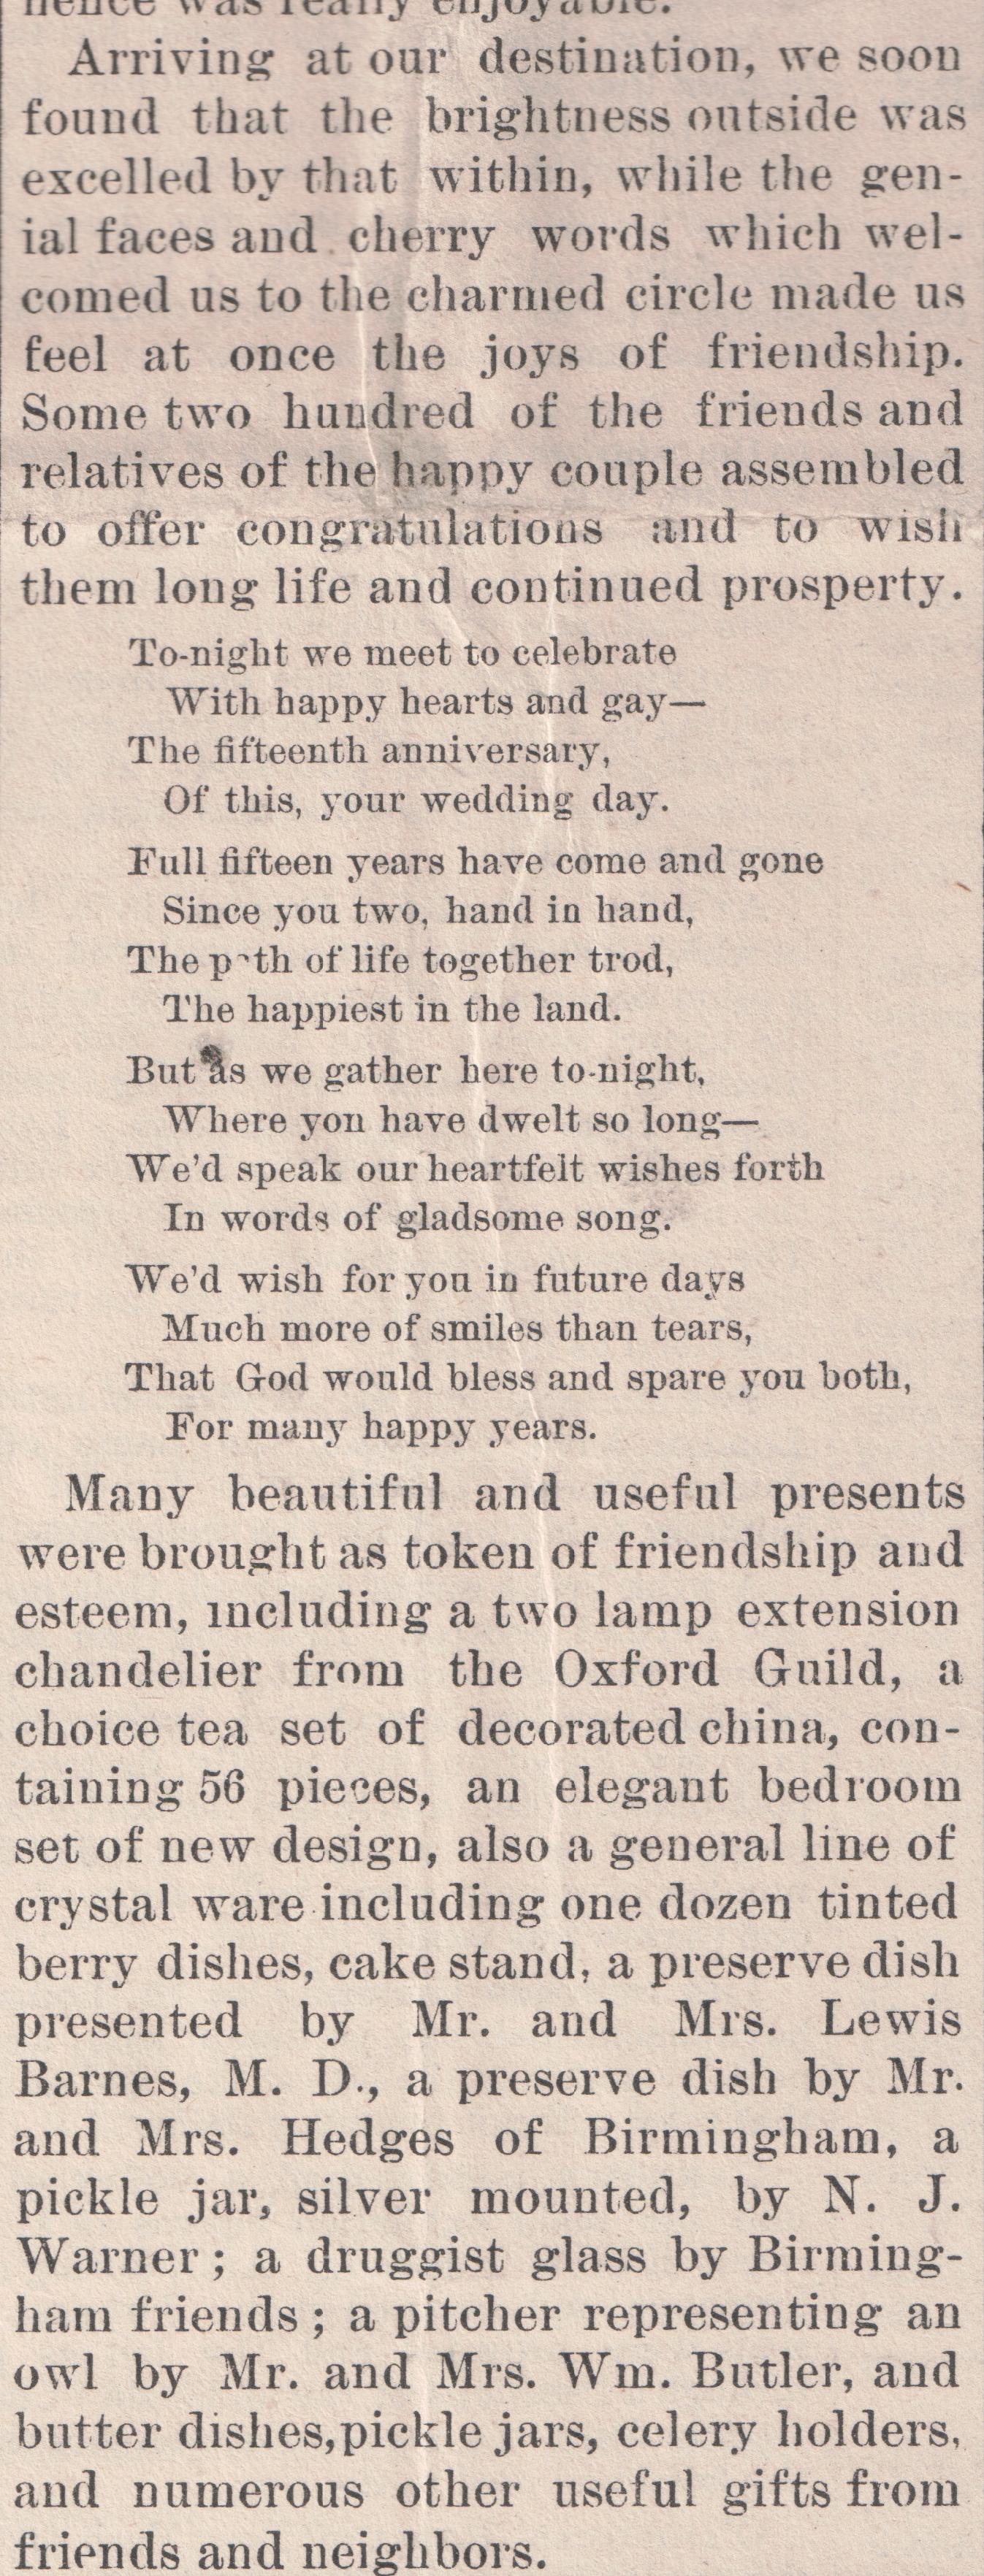 hence was really enjoyable.
Arriving at our destination, we soon
found that the brightness outside was
excelled by that within, while the gen-
ial faces and cherry words which wel-
comed us to the charmed circle made us
feel at once the joys of friendship.
Some two hundred of the friends and
relatives of the happy couple assembled
to offer congratulations and to wish
them long life and continued prosperty.
To-night we meet to celebrate
With happy hearts and gay—
The fifteenth anniversary,
Of this, your wedding day.
Full fifteen years have come and gone
Since you two, hand in hand,
The path of life together trod,
The happiest in the land.
But as we gather here to-night,
Where yon have dwelt so long—
We'd speak our heartfelt wishes forth
In words of gladsome song.
We'd wish for you in future days
Much more of smiles than tears,
That God would bless and spare you both,
For many happy years.
Many beautiful and useful presents
were brought as token of friendship and
esteem, including a two lamp extension
chandelier from the Oxford Guild, a
choice tea set of decorated china, con-
taining 56 pieces, an elegant bedroom
set of new design, also a general line of
crystal ware including one dozen tinted
berry dishes, cake stand, a preserve dish
presented by Mr. and Mrs. Lewis
Barnes, M. D., a preserve dish by Mr.
and Mrs. Hedges of Birmingham, a
pickle jar, silver mounted, by N. J.
Warner; a druggist glass by Birming-
ham friends; a pitcher representing an
owl by Mr. and Mrs. Wm. Butler, and
butter dishes, pickle jars, celery holders,
and numerous other useful gifts from
friends and neighbors.